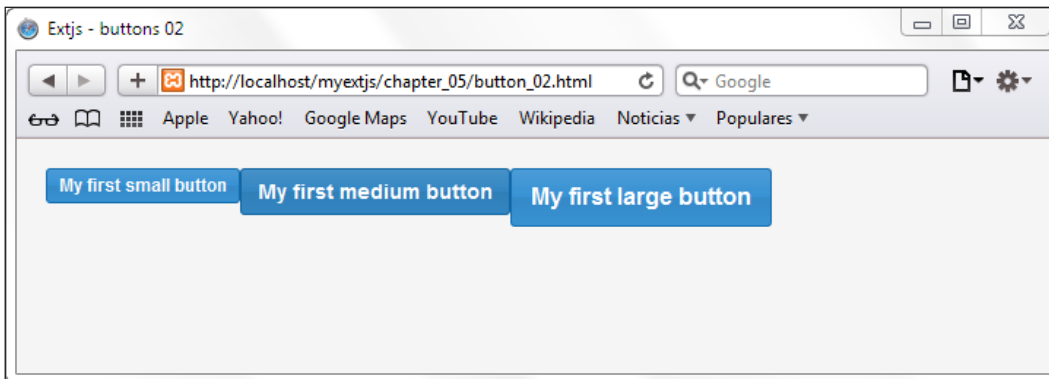 Extjs - buttons 02
http://localhost/myextjs/chapter_05/button_02.html
Google
Apple Yahoo! Google Maps YouTube Wikipedia Noticias Populares
My first small button My first medium button My first large button